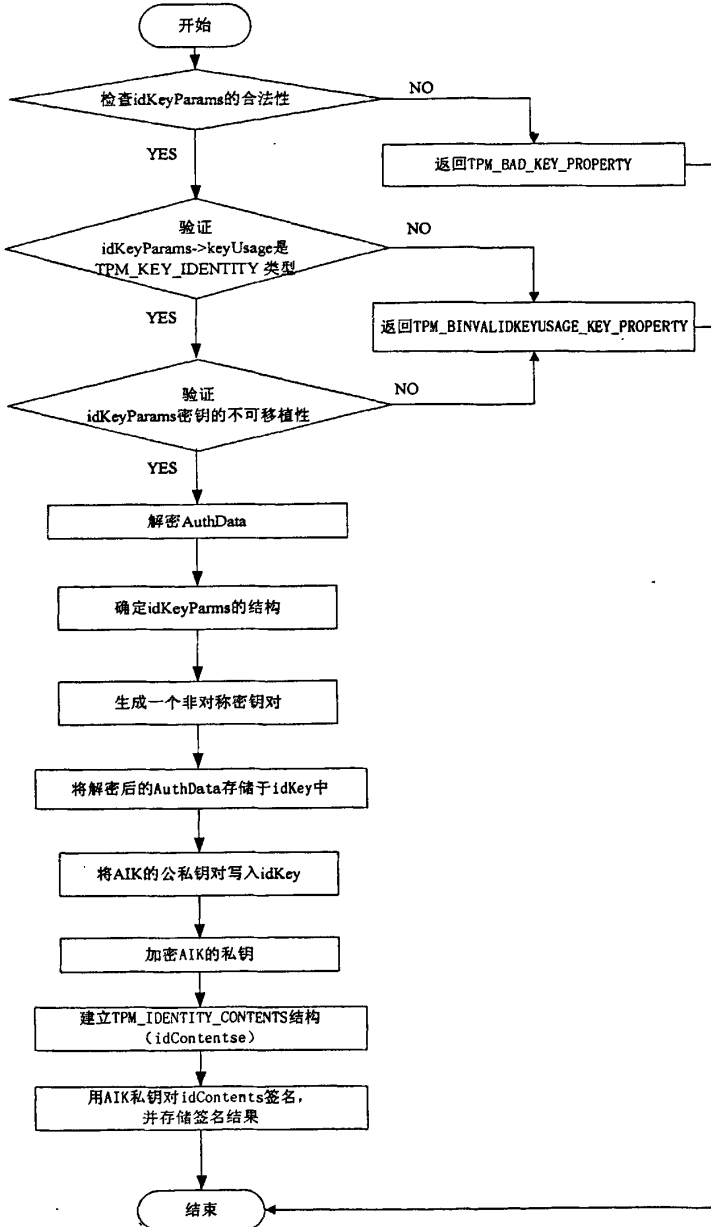 开始
检查idKeyParams的合法性
NO
YES
返回TPM_BAD_KEY_PROPERTY
验证
idKeyParams->keyUsage是
TPM_KEY_IDENTITY 类型
NO
YES
返回TPM_BINVALIDKEYUSAGE_KEY_PROPERTY
验证
idKeyParams密钥的不可移植性
NO
YES
解密AuthData
确定idKeyParms的结构
生成一个非对称密钥对
将解密后的AuthData存储于idKey中
将AIK的公私钥对写入idKey
加密AIK的私钥
建立TPM_IDENTITY_CONTENTS结构
（idContentse）
用AIK私钥对idContents签名，
并存储签名结果
结束